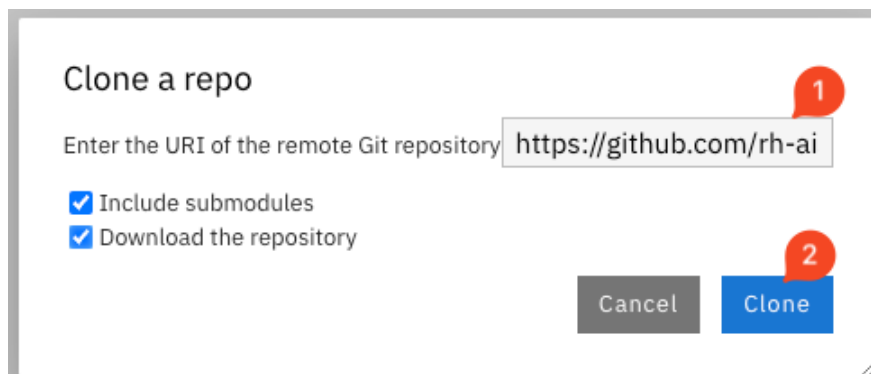 Clone a repo
1
Enter the URI of the remote Git repository https://github.com/rh-ai
Include submodules
Download the repository
2
Cancel Clone